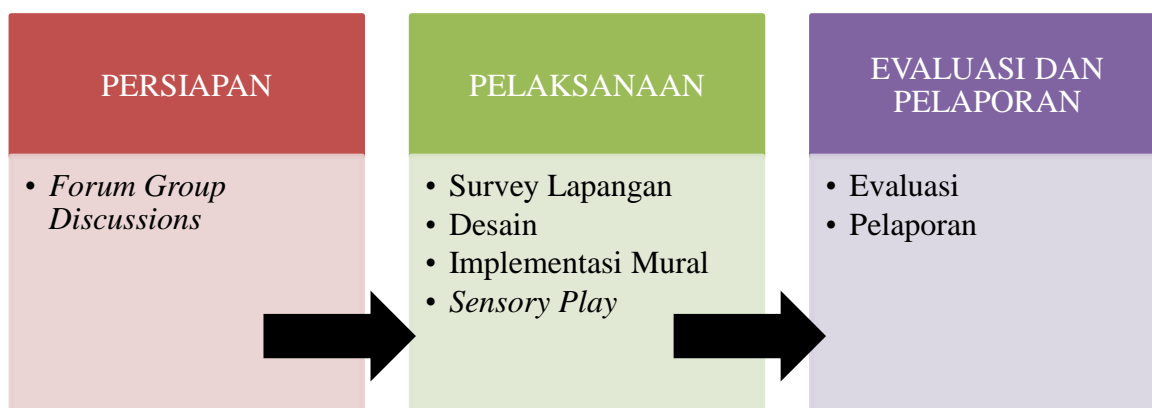 PERSIAPAN
• Forum Group
Discussions
PELAKSANAAN
• Survey Lapangan
• Desain
• Implementasi Mural
• Sensory Play
EVALUASI DAN
PELAPORAN
• Evaluasi
• Pelaporan